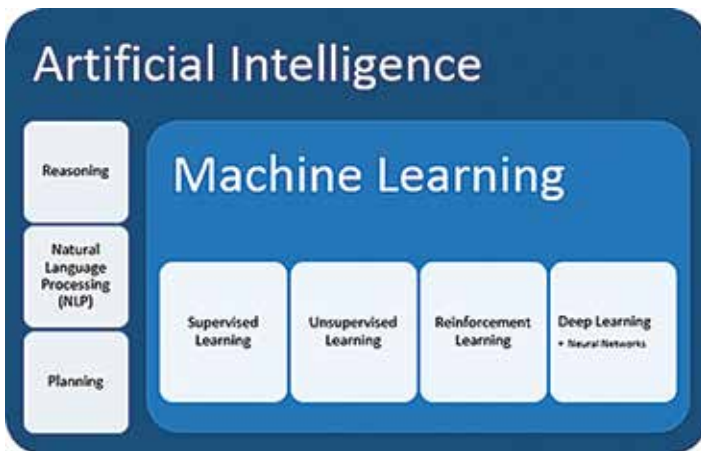 Artificial Intelligence
Reasoning
Natural
Language
Processing
(NLP)
Planning
Machine Learning
Supervised
Learning
Unsupervised
Learning
Reinforcement
Learning
Deep Learning
+ Neural Networks